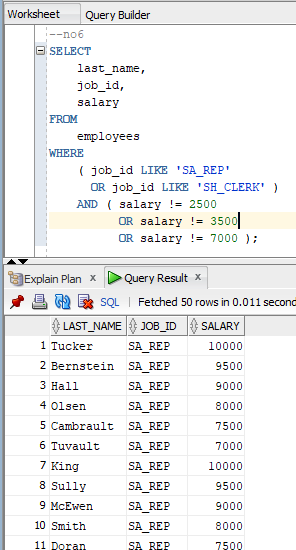 Worksheet Query Builder
--no6
SELECT
last_name,
job_id,
salary
FROM
employees
WHERE
( job_id LIKE 'SA_REP'
OR job_id LIKE 'SH_CLERK' )
AND ( salary != 2500
OR salary != 3500
OR salary != 7000 );
Explain Plan x Query Result x
SQL | Fetched 50 rows in 0.011 second
LAST_NAME JOB_ID SALARY
1 Tucker SA_REP 10000
2 Bernstein SA_REP 9500
3 Hall SA_REP 9000
4 Olsen SA_REP 8000
5 Cambrault SA_REP 7500
6 Tuvault SA_REP 7000
7 King SA_REP 10000
8 Sully SA_REP 9500
9 McEwen SA_REP 9000
10 Smith SA_REP 8000
11 Doran SA_REP 7500